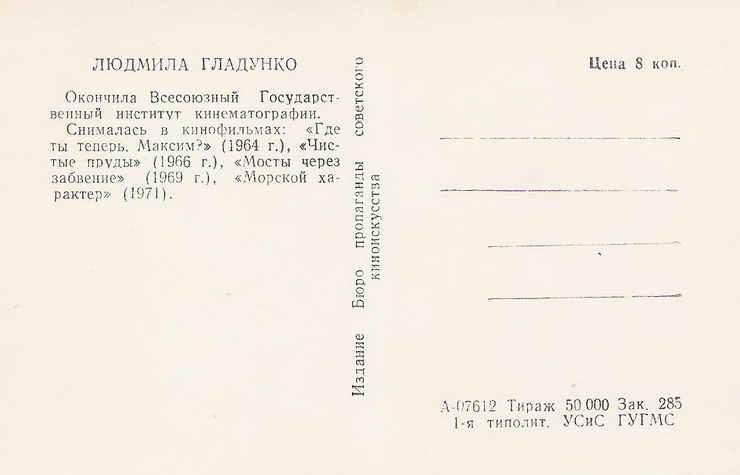 ЛЮДМИЛА ГЛАДУНКО
Окончила Всесоюзный Государст-
венный институт кинематографии.
Снималась в кинофильмах: «Где
ты теперь, Максим?» (1964 г.), «Чис-
тые пруды» (1966 г.), «Мосты через
забвение» (1969 г.), «Морской ха-
рактер» (1971).
Издание Бюро пропаганды советского
киноискусства
Цена 8 коп.
А-07612 Тираж 50 000 Зак. 285
1-я типолит. УСиС ГУГМС